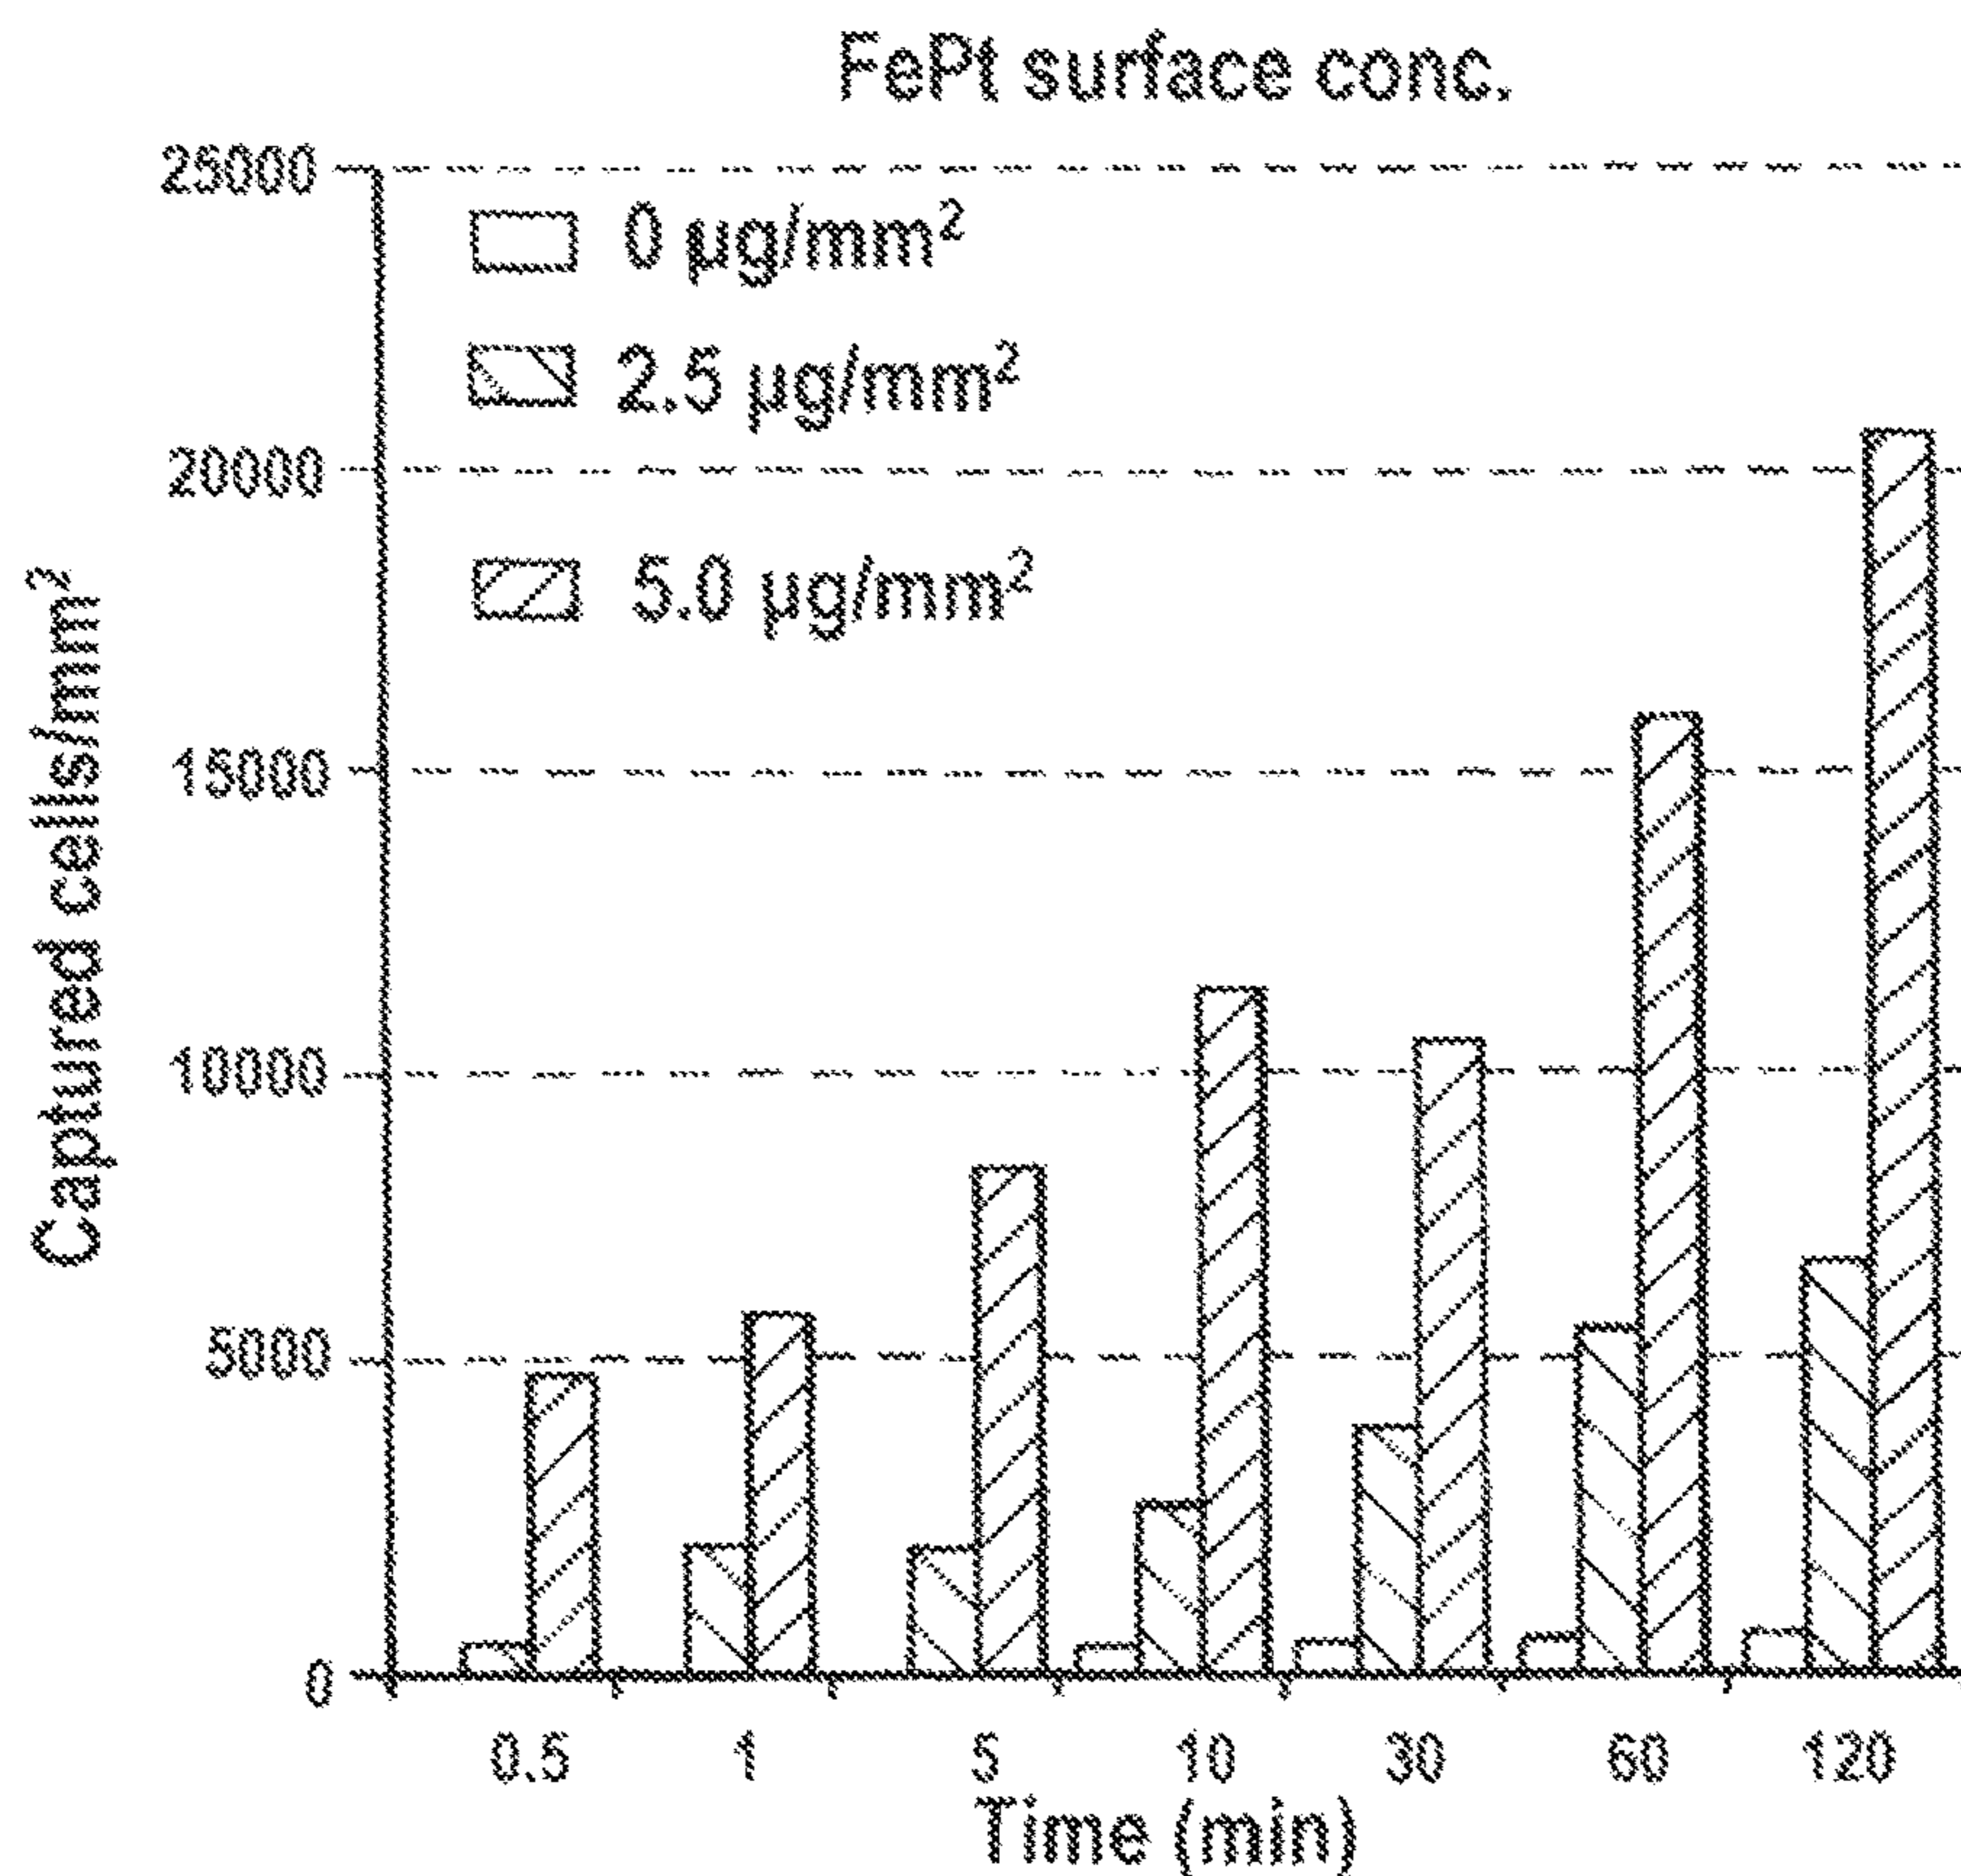 FePt surface conc.
25000
0 µg/mm²
2.5 µg/mm²
20000
5.0 µg/mm²
15000
10000
5000
0
Captured cells/mm²
0.5 1 5 10 30 60 120
Time (min)